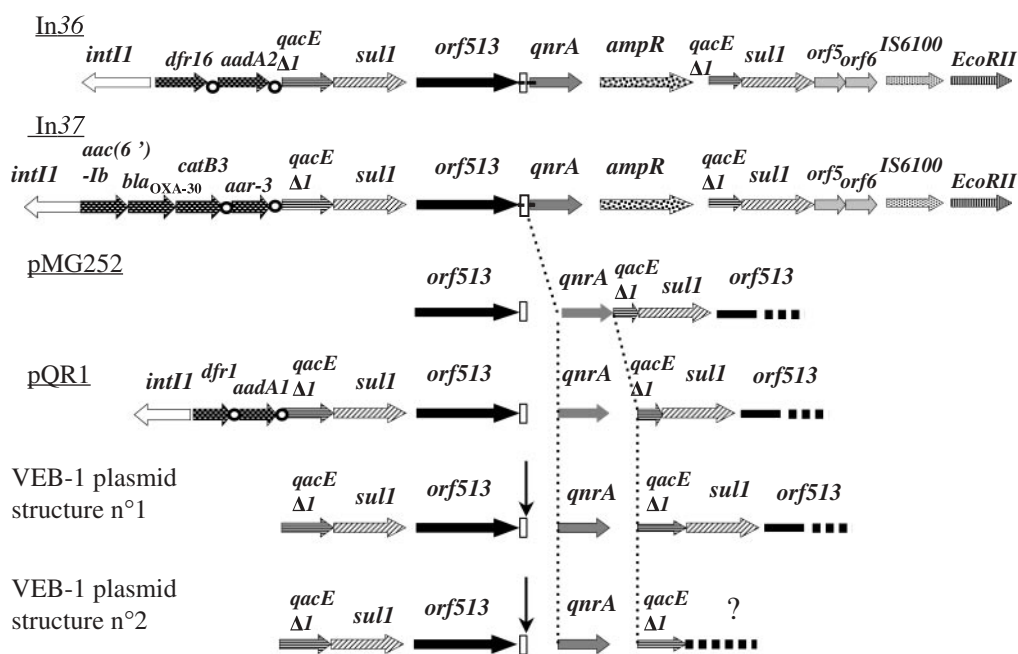 In36
intI1 dfr16 aadA2 qacE Δ1 sul1 orf513 qnrA ampR qacE Δ1 sul1 orf5 orf6 IS6100 EcoRII
In37
intI1 aac(6’)-Ib blaOXA-30 catB3 aar-3 qacE Δ1 sul1 orf513 qnrA ampR qacE Δ1 sul1 orf5 orf6 IS6100 EcoRII
pMG252
orf513 qnrA qacE Δ1 sul1 orf513
pQR1
intI1 dfr1 aadA1 qacE Δ1 sul1 orf513 qnrA qacE Δ1 sul1 orf513
VEB-1 plasmid
structure n°1
qacE Δ1 sul1 orf513 qnrA qacE Δ1 sul1 orf513
VEB-1 plasmid
structure n°2
qacE Δ1 sul1 orf513 qnrA qacE Δ1 ?